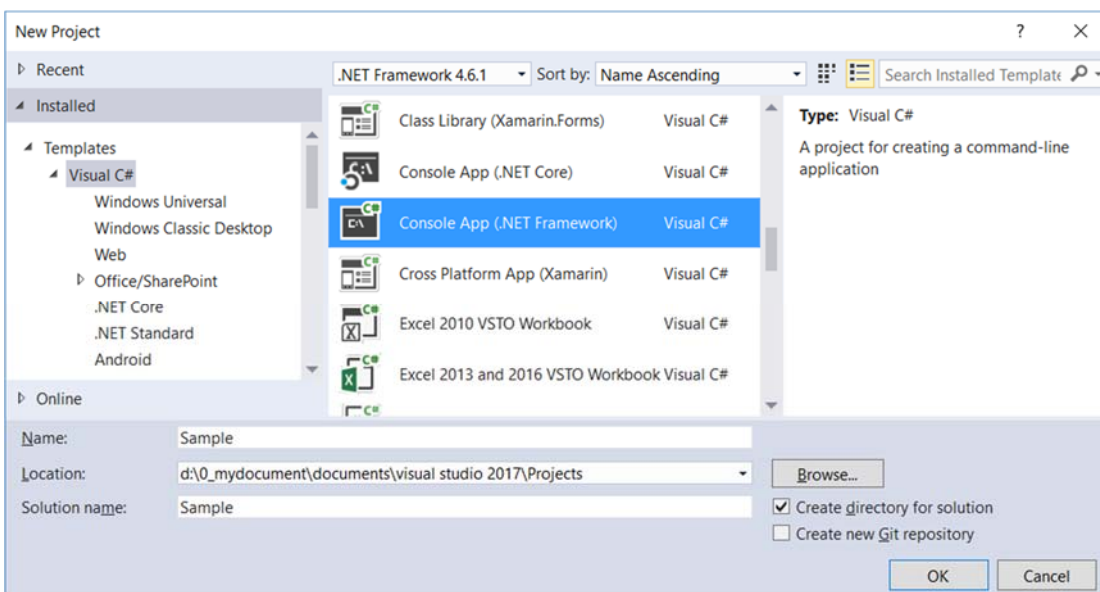 New Project ?
Recent
.NET Framework 4.6.1 Sort by: Name Ascending Search Installed Template
Installed
Templates
Visual C#
Windows Universal
Windows Classic Desktop
Web
Office/SharePoint
.NET Core
.NET Standard
Android
Online
Class Library (Xamarin.Forms) Visual C#
Console App (.NET Core) Visual C#
Console App (.NET Framework) Visual C#
Cross Platform App (Xamarin) Visual C#
Excel 2010 VSTO Workbook Visual C#
Excel 2013 and 2016 VSTO Workbook Visual C#
Type: Visual C#
A project for creating a command-line
application
Name: Sample
Location: d:\0_mydocument\documents\visual studio 2017\Projects Browse...
Solution name: Sample Create directory for solution
Create new Git repository
OK Cancel